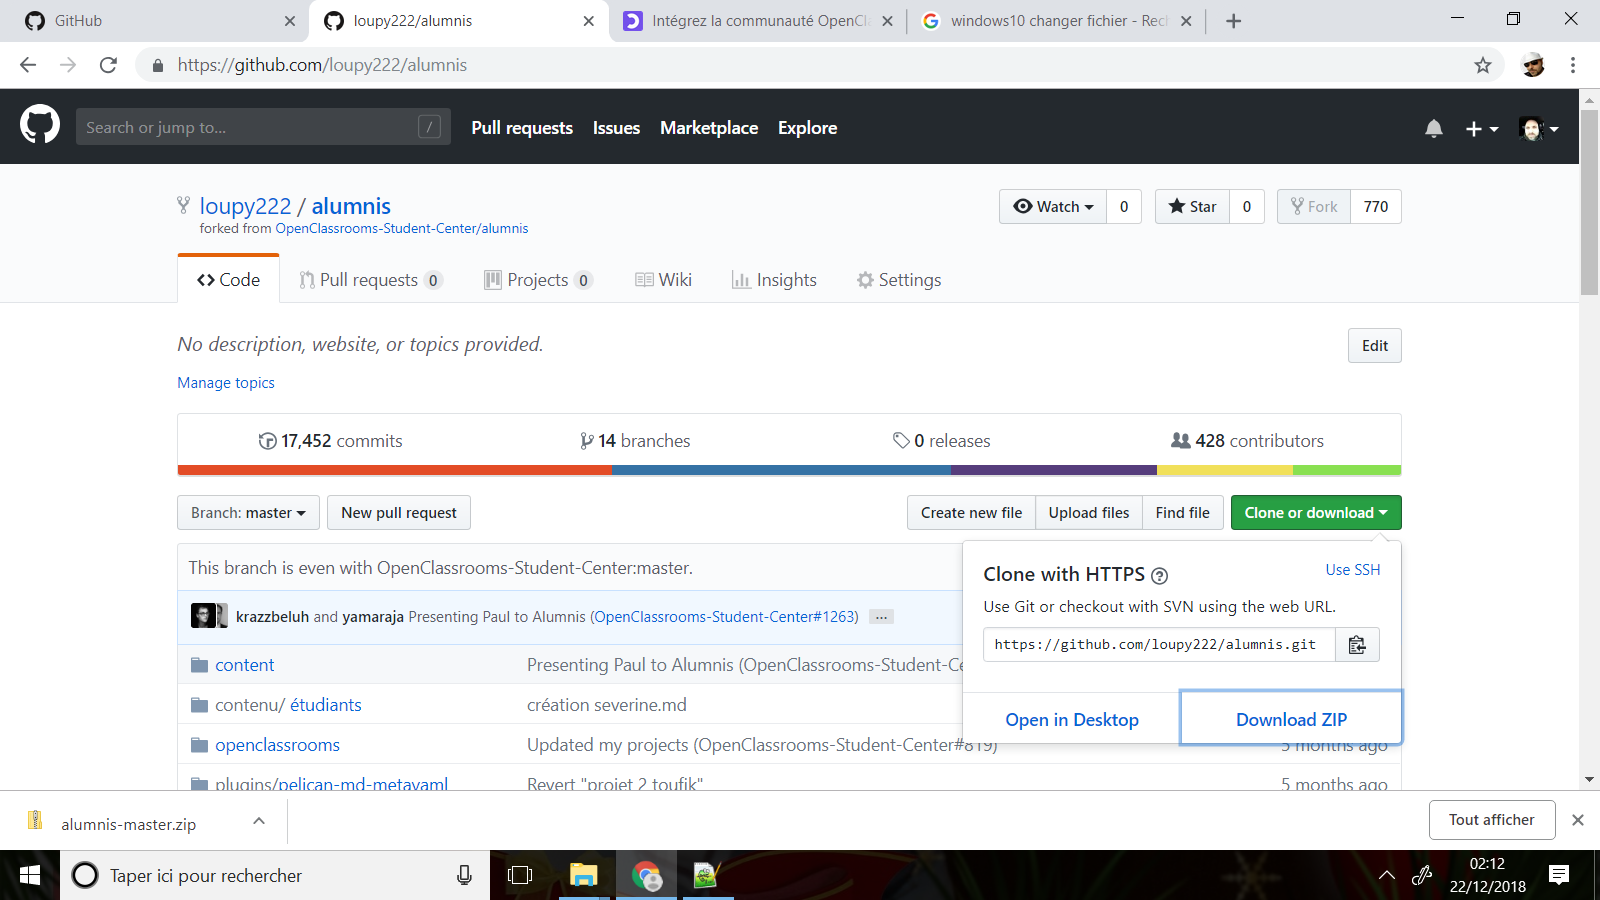 GitHub
loupy222/alumnis
Intégrez la communauté OpenCla
windows10 changer fichier - Rech
https://github.com/loupy222/alumnis
Search or jump to...
/
Pull requests
Issues
Marketplace
Explore
loupy222 / alumnis
forked from OpenClassrooms-Student-Center/alumnis
Watch 0
Star 0
Fork 770
Code
Pull requests 0
Projects 0
Wiki
Insights
Settings
No description, website, or topics provided.
Edit
Manage topics
17,452 commits
14 branches
0 releases
428 contributors
Branch: master
New pull request
Create new file
Upload files
Find file
Clone or download
This branch is even with OpenClassrooms-Student-Center:master.
krazzbeluh and yamaraja Presenting Paul to Alumnis (OpenClassrooms-Student-Center#1263) ...
content
Presenting Paul to Alumnis (OpenClassrooms-Student-Ce
contenu/ étudiants
création severine.md
openclassrooms
Updated my projects (OpenClassrooms-Student-Center#819)
5 months ago
plugins/pelican-md-metayaml
Revert "projet 2 toufik"
5 months ago
Clone with HTTPS
Use SSH
Use Git or checkout with SVN using the web URL.
https://github.com/loupy222/alumnis.git
Open in Desktop
Download ZIP
alumnis-master.zip
Tout afficher
Taper ici pour rechercher
02:12
22/12/2018